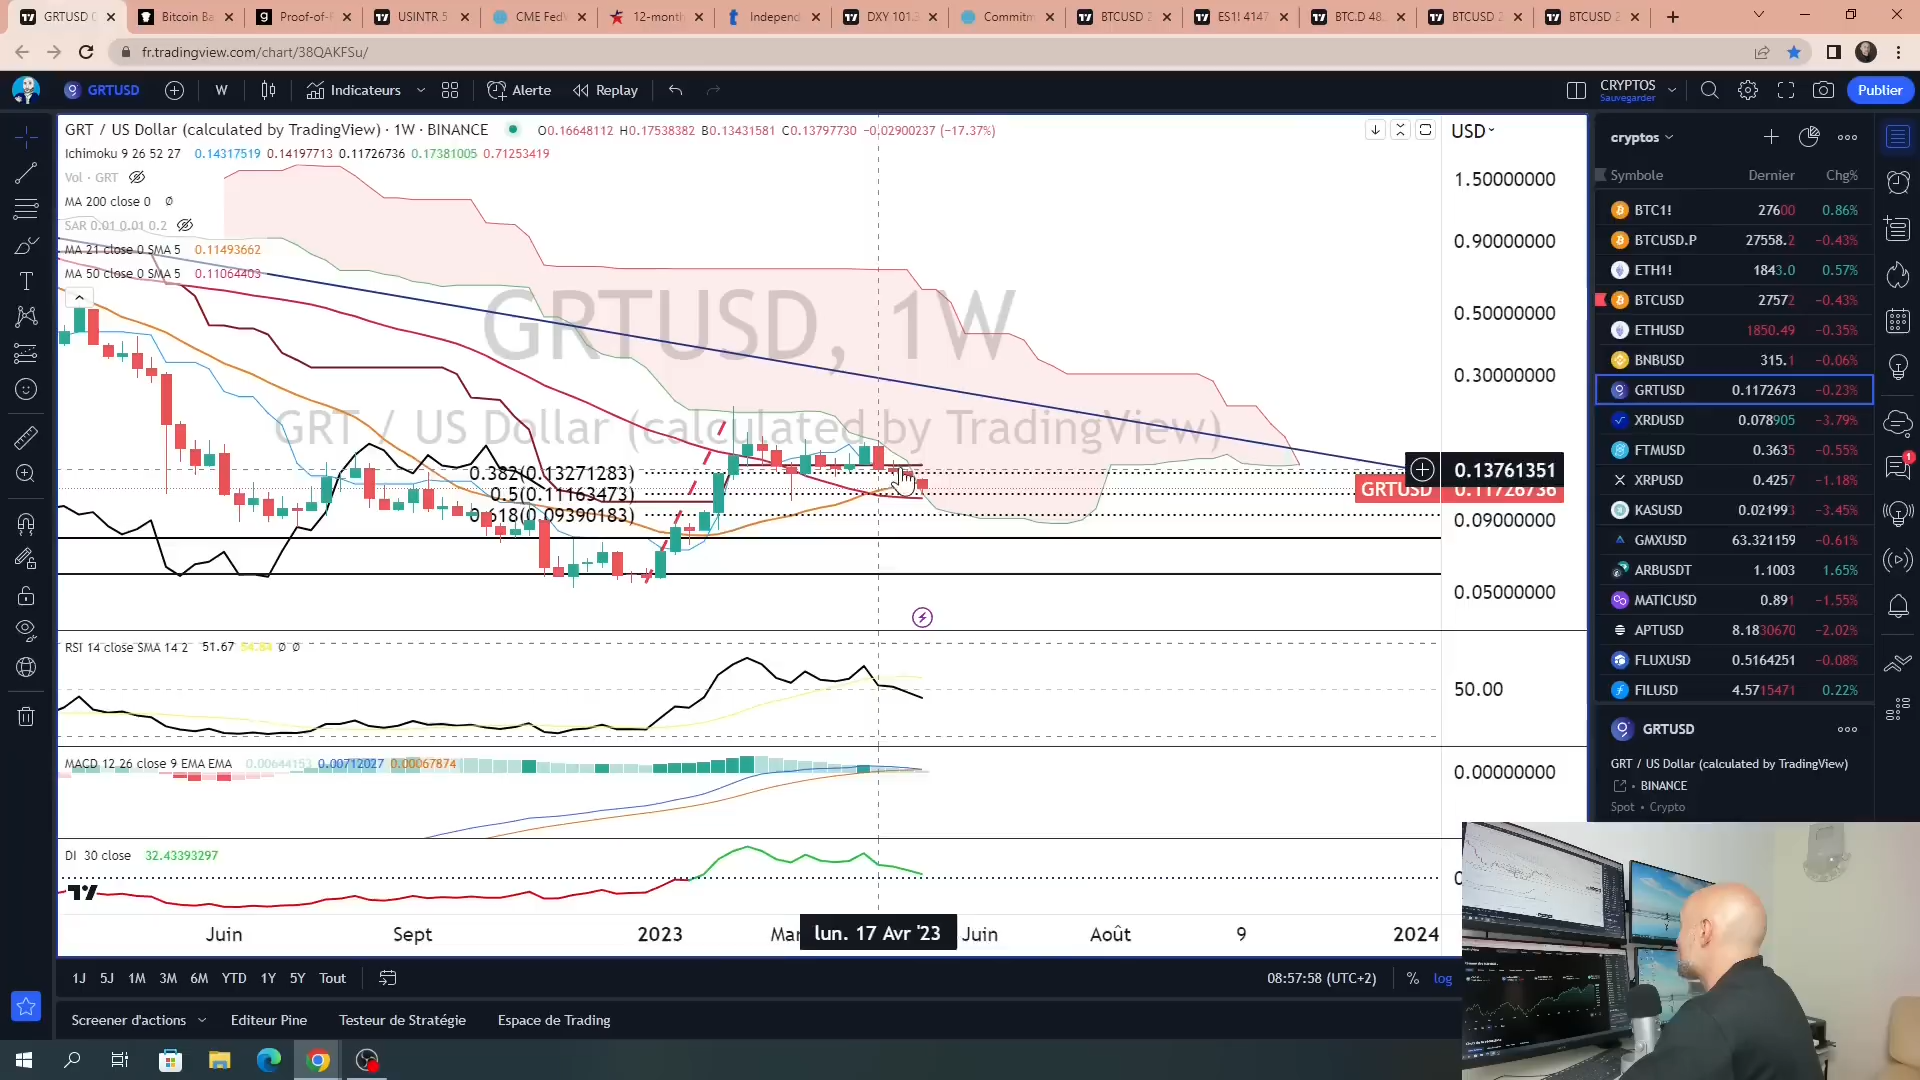 GRTUSD
Bitcoin Ba
Proof-of-
USINTR 5
CME Fed
12-month
Independ
DXY 101.
Commitm
BTCUSD 2
ES1! 4147
BTC.D 48.
BTCUSD 2
BTCUSD 2
fr.tradingview.com/chart/38QAKFSu/
GRTUSD W Indicateurs Alerte Replay
CRYPTOS
Sauvegarder
Publier
GRT / US Dollar (calculated by TradingView) · 1W · BINANCE
O0.16648112 H0.17538382 B0.13431581 C0.13797730 −0.02900237 (−17.37%)
USD
Ichimoku 9 26 52 27 0.14317519 0.14197713 0.11726736 0.17381005 0.71253419
Vol · GRT
MA 200 close 0 Ø
SAR 0.01 0.01 0.2
MA 21 close 0 SMA 5 0.11493662
MA 50 close 0 SMA 5 0.11064403
GRTUSD, 1W
GRT / US Dollar (calculated by TradingView)
0.382(0.13271283)
0.5(0.11163473)
0.618(0.09390183)
1.50000000
0.90000000
0.50000000
0.30000000
0.13761351
GRTUSD 0.11726736
0.09000000
0.05000000
RSI 14 close SMA 14 2 51.67 Ø Ø
50.00
MACD 12 26 close 9 EMA EMA 0.00644153 0.00712027 0.00067874
0.00000000
DI 30 close 32.43393297
Juin
Sept
2023
Mar
lun. 17 Avr '23
Juin
Août
9
2024
1J 5J 1M 3M 6M YTD 1Y 5Y Tout
08:57:58 (UTC+2) % log
Screener d'actions Editeur Pine Testeur de Stratégie Espace de Trading
cryptos
Symbole Dernier Chg%
BTC1! 27600 0.86%
BTCUSD.P 27558.2 −0.43%
ETH1! 1843.0 0.57%
BTCUSD 27572 −0.43%
ETHUSD 1850.49 −0.35%
BNBUSD 315.1 −0.06%
GRTUSD 0.1172673 −0.23%
XRDUSD 0.078905 −3.79%
FTMUSD 0.3635 −0.55%
XRPUSD 0.4257 −1.18%
KASUSD 0.021993 −3.45%
GMXUSD 63.321159 −0.61%
ARBUSDT 1.1003 1.65%
MATICUSD 0.891 −1.55%
APTUSD 8.1830670 −2.02%
FLUXUSD 0.5164251 −0.08%
FILUSD 4.5715471 0.22%
GRTUSD
GRT / US Dollar (calculated by TradingView)
BINANCE
Spot • Crypto
1